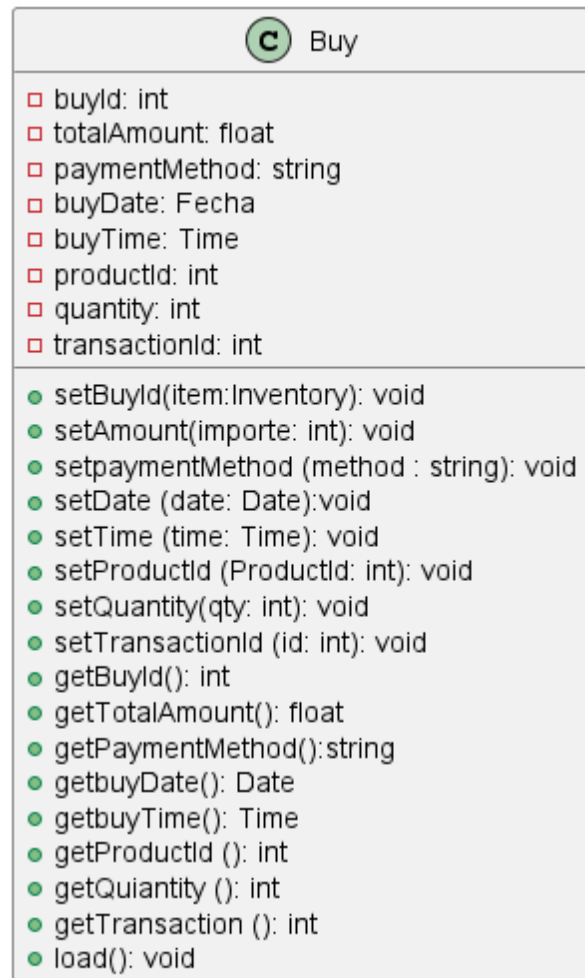 C Buy
buyId: int
totalAmount: float
paymentMethod: string
buyDate: Fecha
buyTime: Time
productId: int
quantity: int
transactionId: int
setBuyId(item:Inventory): void
setAmount(importe: int): void
setpaymentMethod (method : string): void
setDate (date: Date):void
setTime (time: Time): void
setProductId (ProductId: int): void
setQuantity(qty: int): void
setTransactionId (id: int): void
getBuyId(): int
getTotalAmount(): float
getPaymentMethod():string
getbuyDate(): Date
getbuyTime(): Time
getProductId (): int
getQuiantity (): int
getTransaction (): int
load(): void